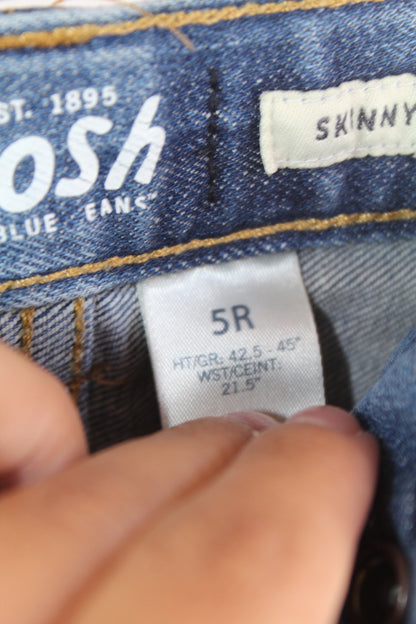 ST. 1895
osh
BLUE EANS
SKINNY
5R
HT/GR: 42.5 - 45"
WST/CEINT:
21.5"